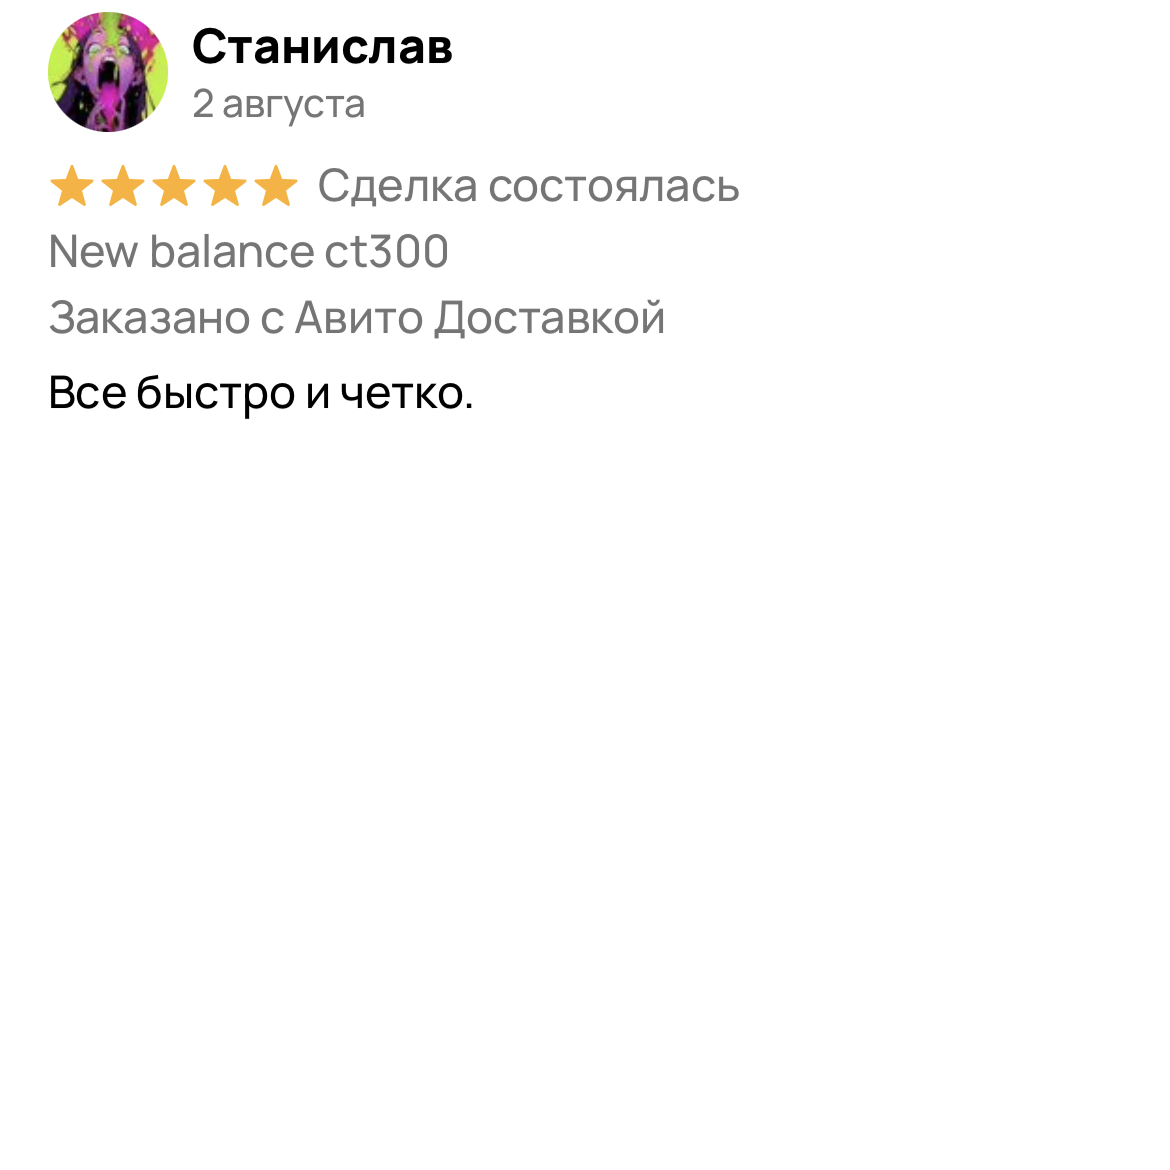 Станислав
2 августа
Сделка состоялась
New balance ct300
Заказано с Авито Доставкой
Все быстро и четко.